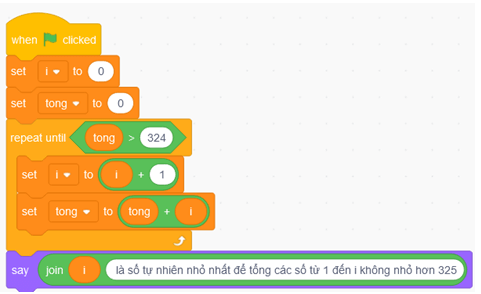 when clicked
set i to 0
set tong to 0
repeat until tong > 324
set i to i + 1
set tong to tong + i
say join i là số tự nhiên nhỏ nhất để tổng các số từ 1 đến i không nhỏ hơn 325